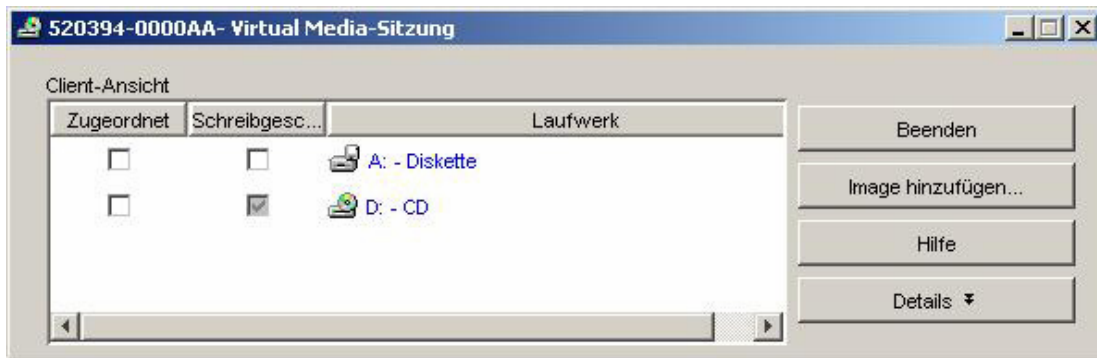 520394-0000AA- Virtual Media-Sitzung
Client-Ansicht
Zugeordnet Schreibgesc... Laufwerk
A: - Diskette
D: - CD
Beenden
Image hinzufügen...
Hilfe
Details